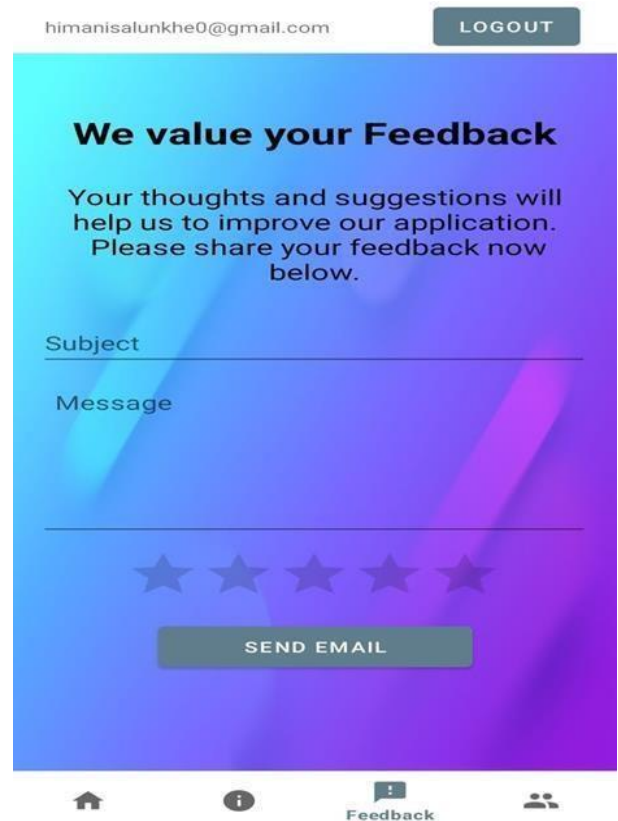 himanisalunkhe0@gmail.com
LOGOUT
We value your Feedback
Your thoughts and suggestions will
help us to improve our application.
Please share your feedback now
below.
Subject
Message
SEND EMAIL
Feedback